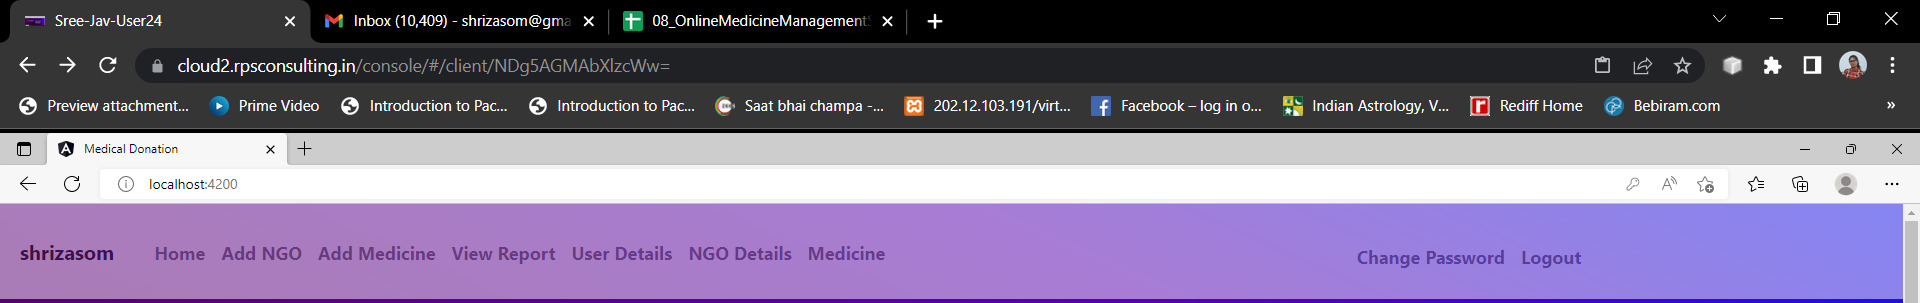 Sree-Jav-User24
Inbox (10,409) - shrizasom@gma
08_OnlineMedicineManagement
cloud2.rpsconsulting.in/console/#/client/NDg5AGMAbXlzcWw=
Preview attachment... Prime Video Introduction to Pac... Introduction to Pac... Saat bhai champa -... 202.12.103.191/virt... Facebook – log in o... Indian Astrology, V... Rediff Home Bebiram.com »
Medical Donation
localhost:4200
shrizasom Home Add NGO Add Medicine View Report User Details NGO Details Medicine Change Password Logout